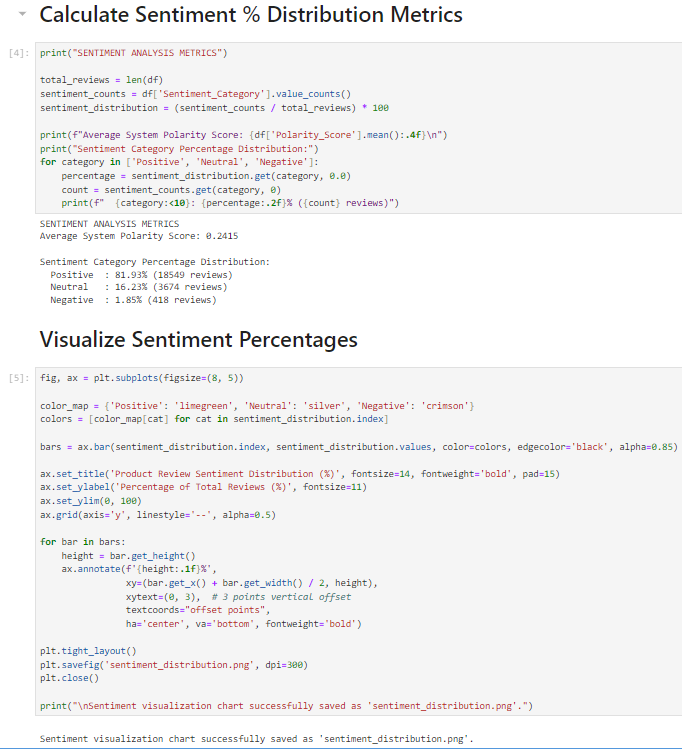 Calculate Sentiment % Distribution Metrics
[4]: print("SENTIMENT ANALYSIS METRICS")
total_reviews = len(df)
sentiment_counts = df['Sentiment_Category'].value_counts()
sentiment_distribution = (sentiment_counts / total_reviews) * 100
print(f"Average System Polarity Score: {df['Polarity_Score'].mean():.4f}\n")
print("Sentiment Category Percentage Distribution:")
for category in ['Positive', 'Neutral', 'Negative']:
    percentage = sentiment_distribution.get(category, 0.0)
    count = sentiment_counts.get(category, 0)
    print(f"  {category:<10}: {percentage:.2f}% ({count} reviews)")
SENTIMENT ANALYSIS METRICS
Average System Polarity Score: 0.2415
Sentiment Category Percentage Distribution:
  Positive  : 81.93% (18549 reviews)
  Neutral   : 16.23% (3674 reviews)
  Negative  : 1.85% (418 reviews)
Visualize Sentiment Percentages
[5]: fig, ax = plt.subplots(figsize=(8, 5))
color_map = {'Positive': 'limegreen', 'Neutral': 'silver', 'Negative': 'crimson'}
colors = [color_map[cat] for cat in sentiment_distribution.index]
bars = ax.bar(sentiment_distribution.index, sentiment_distribution.values, color=colors, edgecolor='black', alpha=0.85)
ax.set_title('Product Review Sentiment Distribution (%)', fontsize=14, fontweight='bold', pad=15)
ax.set_ylabel('Percentage of Total Reviews (%)', fontsize=11)
ax.set_ylim(0, 100)
ax.grid(axis='y', linestyle='--', alpha=0.5)
for bar in bars:
    height = bar.get_height()
    ax.annotate(f'{height:.1f}%',
                xy=(bar.get_x() + bar.get_width() / 2, height),
                xytext=(0, 3),  # 3 points vertical offset
                textcoords="offset points",
                ha='center', va='bottom', fontweight='bold')
plt.tight_layout()
plt.savefig('sentiment_distribution.png', dpi=300)
plt.close()
print("\nSentiment visualization chart successfully saved as 'sentiment_distribution.png'.")
Sentiment visualization chart successfully saved as 'sentiment_distribution.png'.